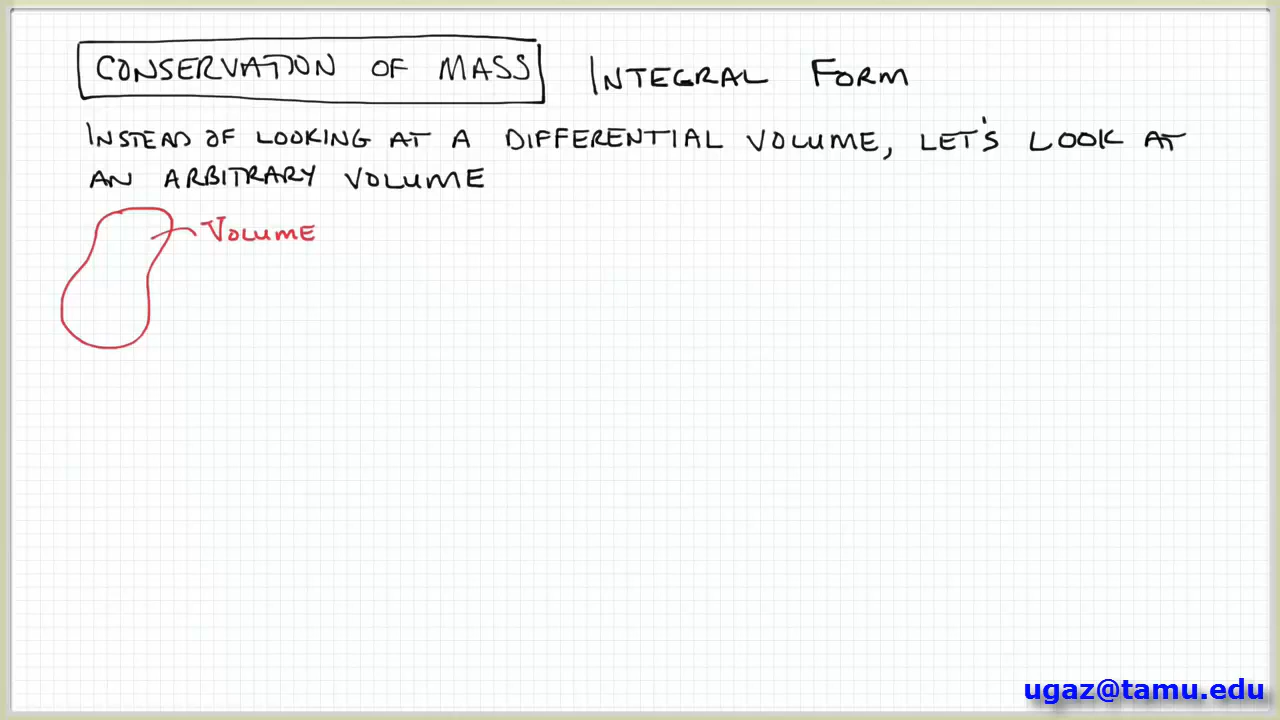 CONSERVATION OF MASS INTEGRAL FORM
INSTEAD OF LOOKING AT A DIFFERENTIAL VOLUME, LET'S LOOK AT
AN ARBITRARY VOLUME
VOLUME
ugaz@tamu.edu